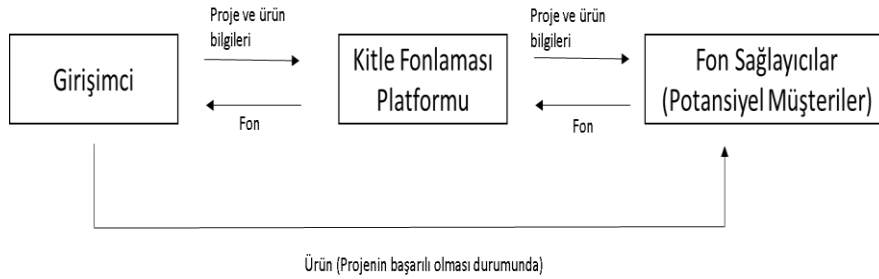 Proje ve ürün
bilgileri
Proje ve ürün
bilgileri
Girişimci
Kitle Fonlaması
Platformu
Fon Sağlayıcılar
(Potansiyel Müşteriler)
Fon
Fon
Ürün (Projenin başarılı olması durumunda)